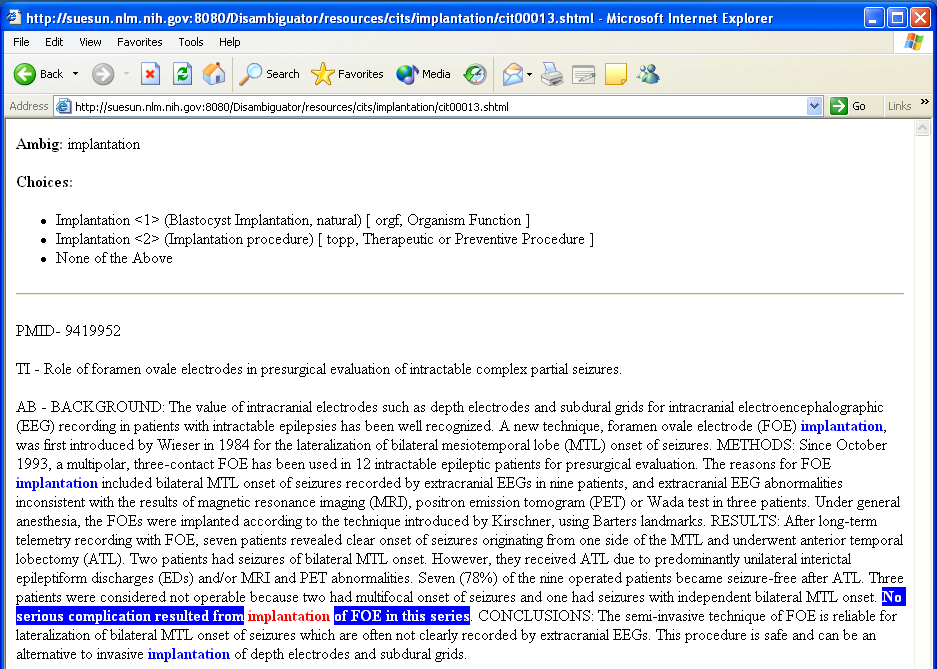 http://suesun.nlm.nih.gov:8080/Disambiguator/resources/cits/implantation/cit00013.shtml - Microsoft Internet Explorer
File Edit View Favorites Tools Help
Back Search Favorites Media
Address http://suesun.nlm.nih.gov:8080/Disambiguator/resources/cits/implantation/cit00013.shtml Go Links »
Ambig: implantation
Choices:
• Implantation <1> (Blastocyst Implantation, natural) [ orgf, Organism Function ]
• Implantation <2> (Implantation procedure) [ topp, Therapeutic or Preventive Procedure ]
• None of the Above
PMID- 9419952
TI - Role of foramen ovale electrodes in presurgical evaluation of intractable complex partial seizures.
AB - BACKGROUND: The value of intracranial electrodes such as depth electrodes and subdural grids for intracranial electroencephalographic
(EEG) recording in patients with intractable epilepsies has been well recognized. A new technique, foramen ovale electrode (FOE) implantation,
was first introduced by Wieser in 1984 for the lateralization of bilateral mesiotemporal lobe (MTL) onset of seizures. METHODS: Since October
1993, a multipolar, three-contact FOE has been used in 12 intractable epileptic patients for presurgical evaluation. The reasons for FOE
implantation included bilateral MTL onset of seizures recorded by extracranial EEGs in nine patients, and extracranial EEG abnormalities
inconsistent with the results of magnetic resonance imaging (MRI), positron emission tomogram (PET) or Wada test in three patients. Under general
anesthesia, the FOEs were implanted according to the technique introduced by Kirschner, using Barters landmarks. RESULTS: After long-term
telemetry recording with FOE, seven patients revealed clear onset of seizures originating from one side of the MTL and underwent anterior temporal
lobectomy (ATL). Two patients had seizures of bilateral MTL onset. However, they received ATL due to predominantly unilateral interictal
epileptiform discharges (EDs) and/or MRI and PET abnormalities. Seven (78%) of the nine operated patients became seizure-free after ATL. Three
patients were considered not operable because two had multifocal onset of seizures and one had seizures with independent bilateral MTL onset. No
serious complication resulted from implantation of FOE in this series. CONCLUSIONS: The semi-invasive technique of FOE is reliable for
lateralization of bilateral MTL onset of seizures which are often not clearly recorded by extracranial EEGs. This procedure is safe and can be an
alternative to invasive implantation of depth electrodes and subdural grids.